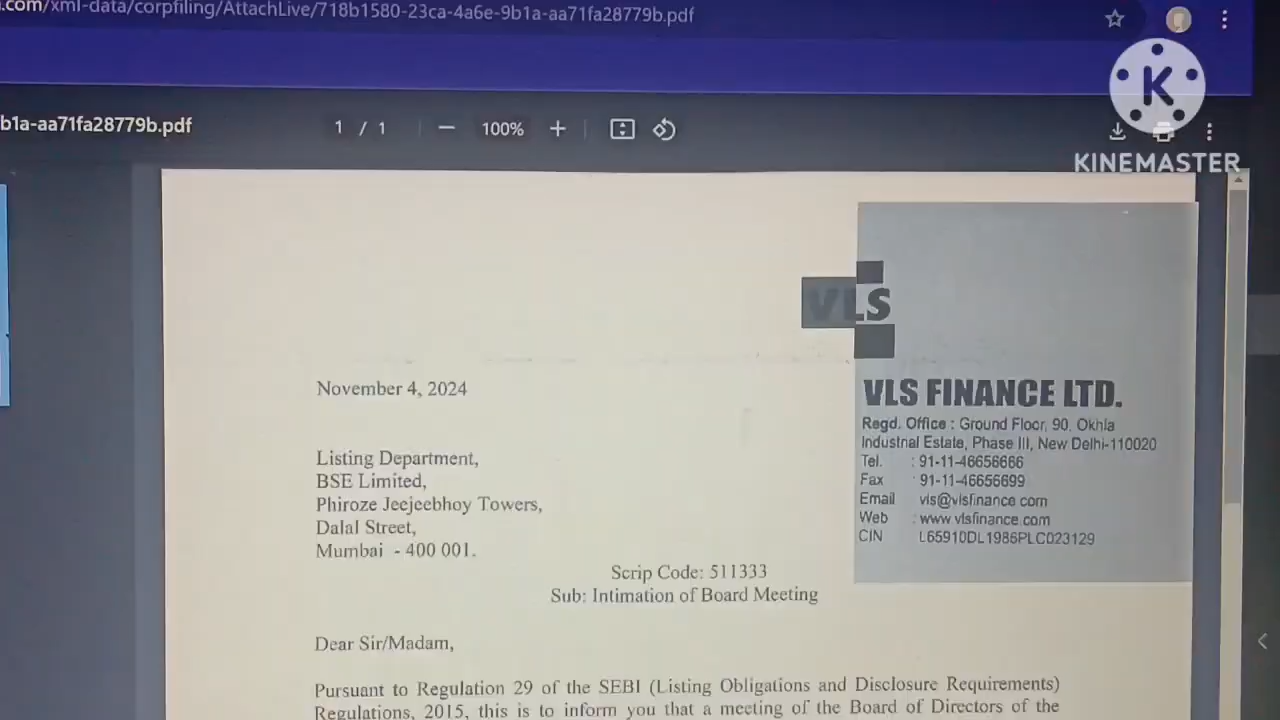 .com/xml-data/corpfiling/AttachLive/718b1580-23ca-4a6e-9b1a-aa71fa28779b.pdf
b1a-aa71fa28779b.pdf
1 / 1
100%
K
KINEMASTER
VLS
VLS FINANCE LTD.
Regd. Office : Ground Floor, 90, Okhla
Industrial Estate, Phase III, New Delhi-110020
Tel. : 91-11-46656666
Fax : 91-11-46656699
Email vls@vlsfinance.com
Web : www.vlsfinance.com
CIN L65910DL1986PLC023129
November 4, 2024
Listing Department,
BSE Limited,
Phiroze Jeejeebhoy Towers,
Dalal Street,
Mumbai - 400 001.
Scrip Code: 511333
Sub: Intimation of Board Meeting
Dear Sir/Madam,
Pursuant to Regulation 29 of the SEBI (Listing Obligations and Disclosure Requirements)
Regulations, 2015, this is to inform you that a meeting of the Board of Directors of the